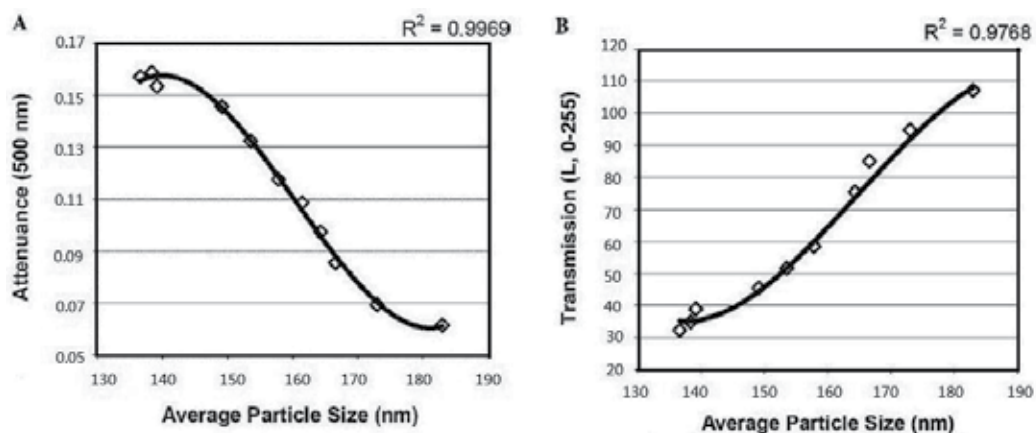 A
R² = 0.9969
Attenuance (500 nm)
0.17
0.15
0.13
0.11
0.09
0.07
0.05
130 140 150 160 170 180 190
Average Particle Size (nm)
B
R² = 0.9768
Transmission (L, 0-255)
120
110
100
90
80
70
60
50
40
30
20
130 140 150 160 170 180 190
Average Particle Size (nm)